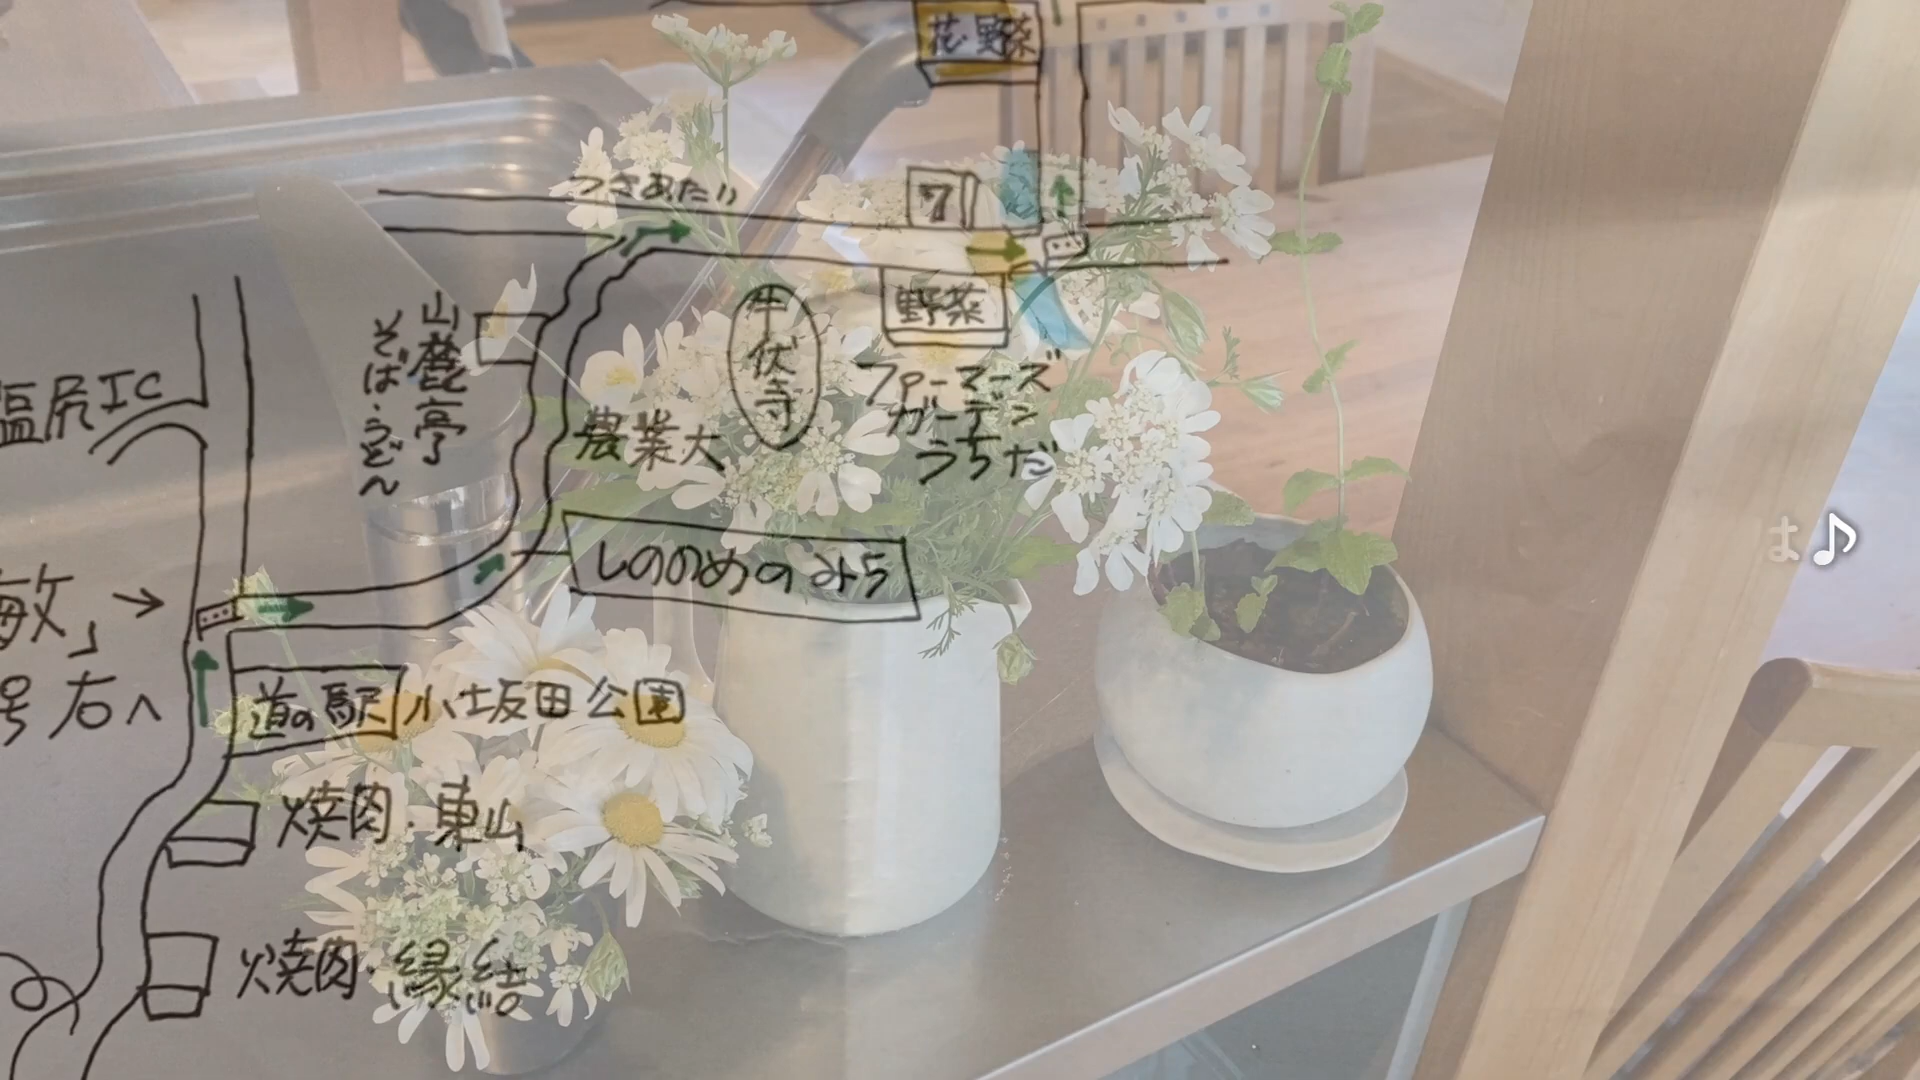 花・野菜
つきあたり
7
野菜
ファーマーズ
ガーデン
うちだ
牛伏寺
山麓亭
そば・うどん
農業大
塩尻IC
しののめのみち
敏」→
号右へ
道の駅 小坂田公園
焼肉・東山
焼肉・縁結
は♪